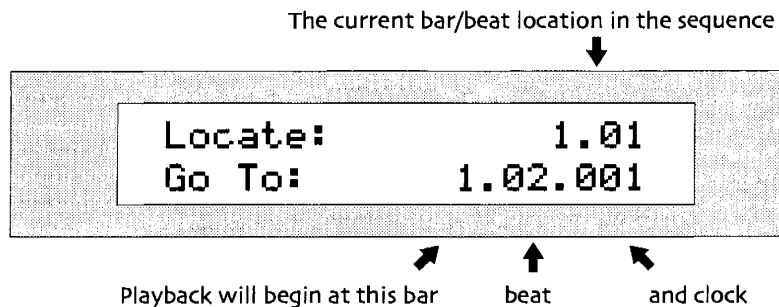 The current bar/beat location in the sequence
Locate: 1.01
Go To: 1.02.001
Playback will begin at this bar beat and clock